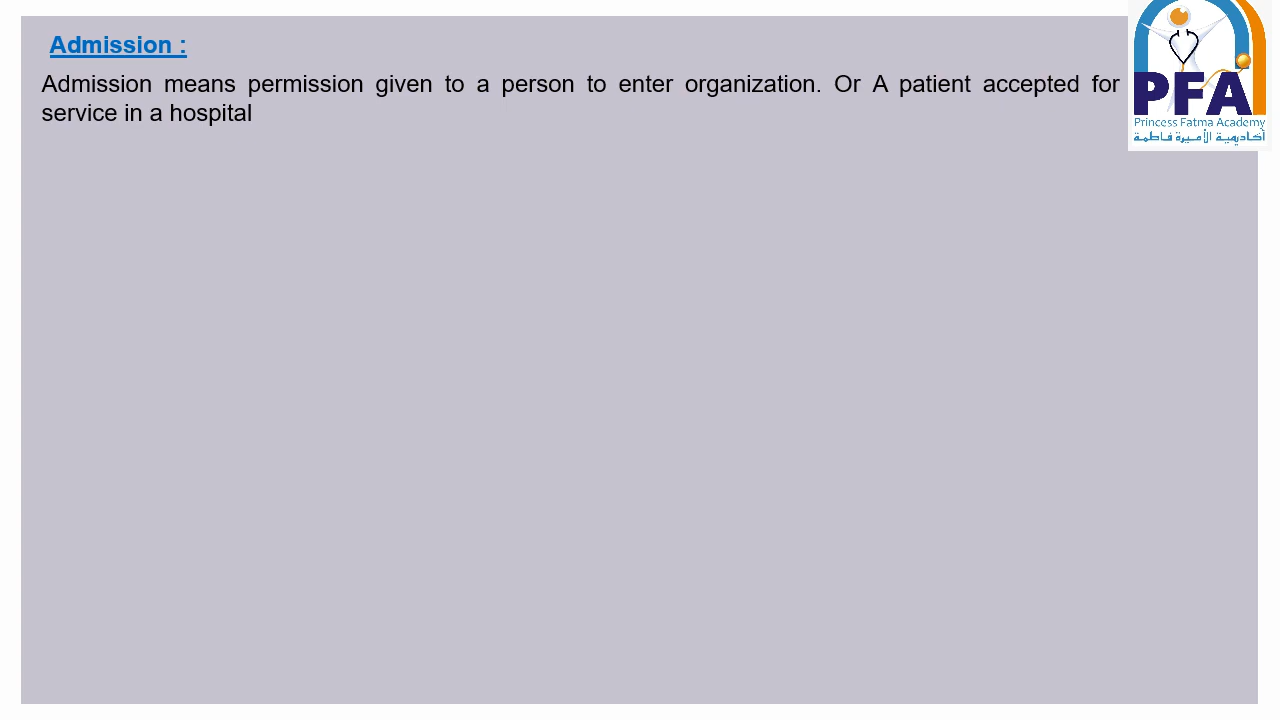 Admission :
Admission means permission given to a person to enter organization. Or A patient accepted for
service in a hospital
PFA
Princess Fatma Academy
أكاديمية الأميرة فاطمة